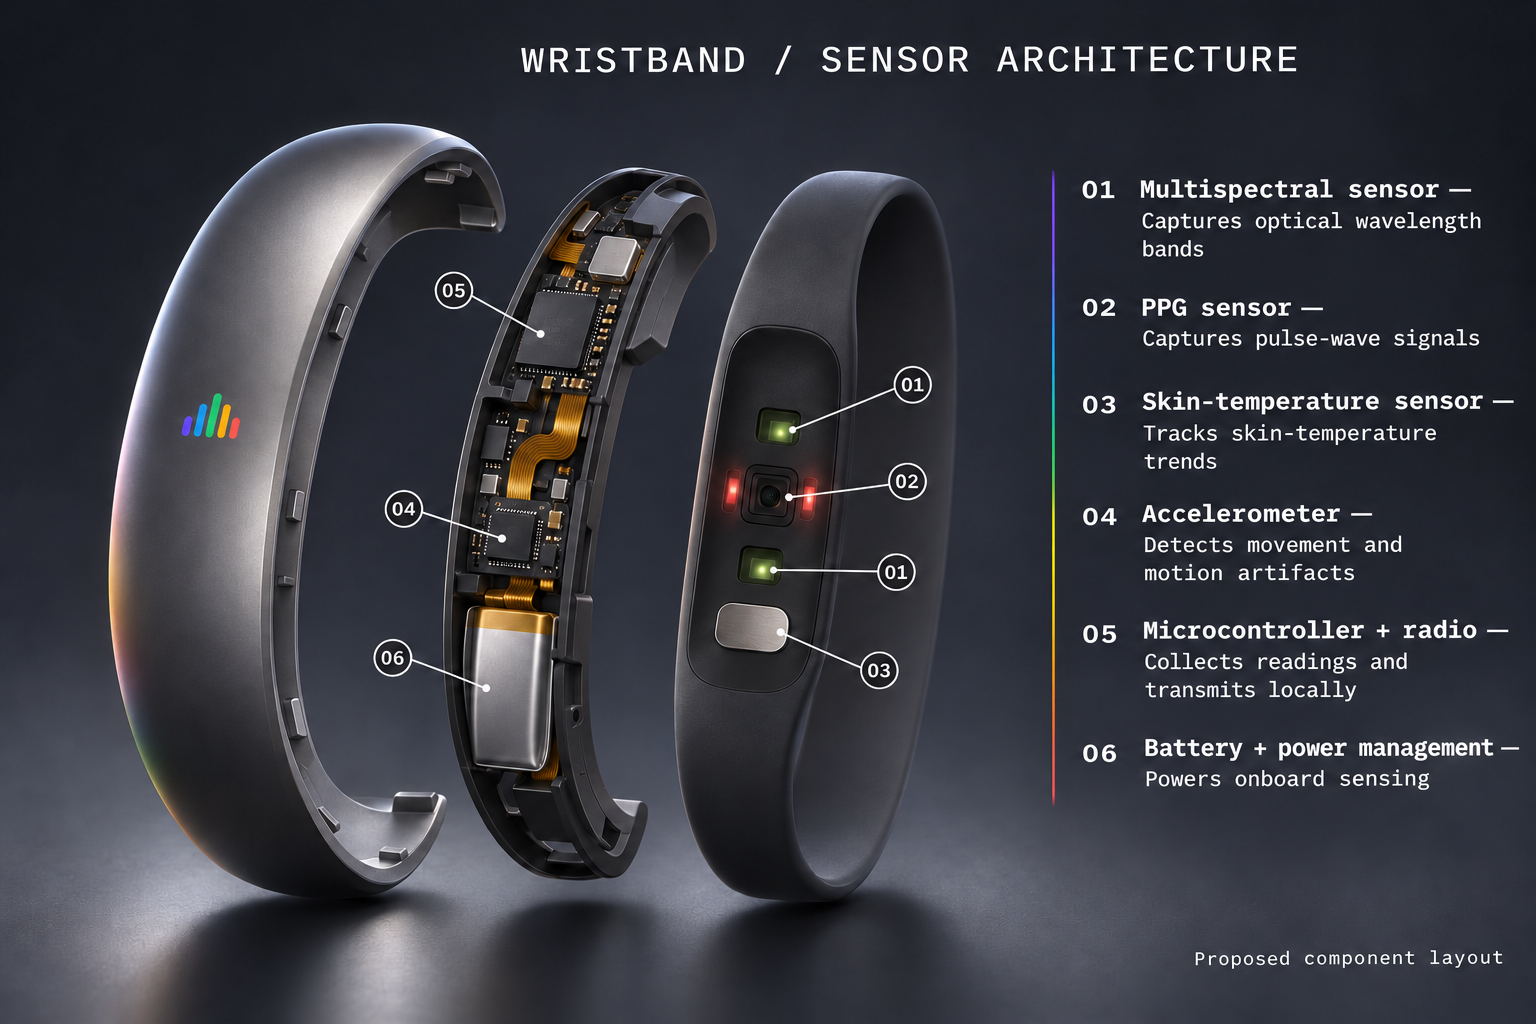 WRISTBAND / SENSOR ARCHITECTURE
05
04
06
01
02
01
03
01 Multispectral sensor —
Captures optical wavelength
bands
02 PPG sensor —
Captures pulse-wave signals
03 Skin-temperature sensor —
Tracks skin-temperature
trends
04 Accelerometer —
Detects movement and
motion artifacts
05 Microcontroller + radio —
Collects readings and
transmits locally
06 Battery + power management —
Powers onboard sensing
Proposed component layout